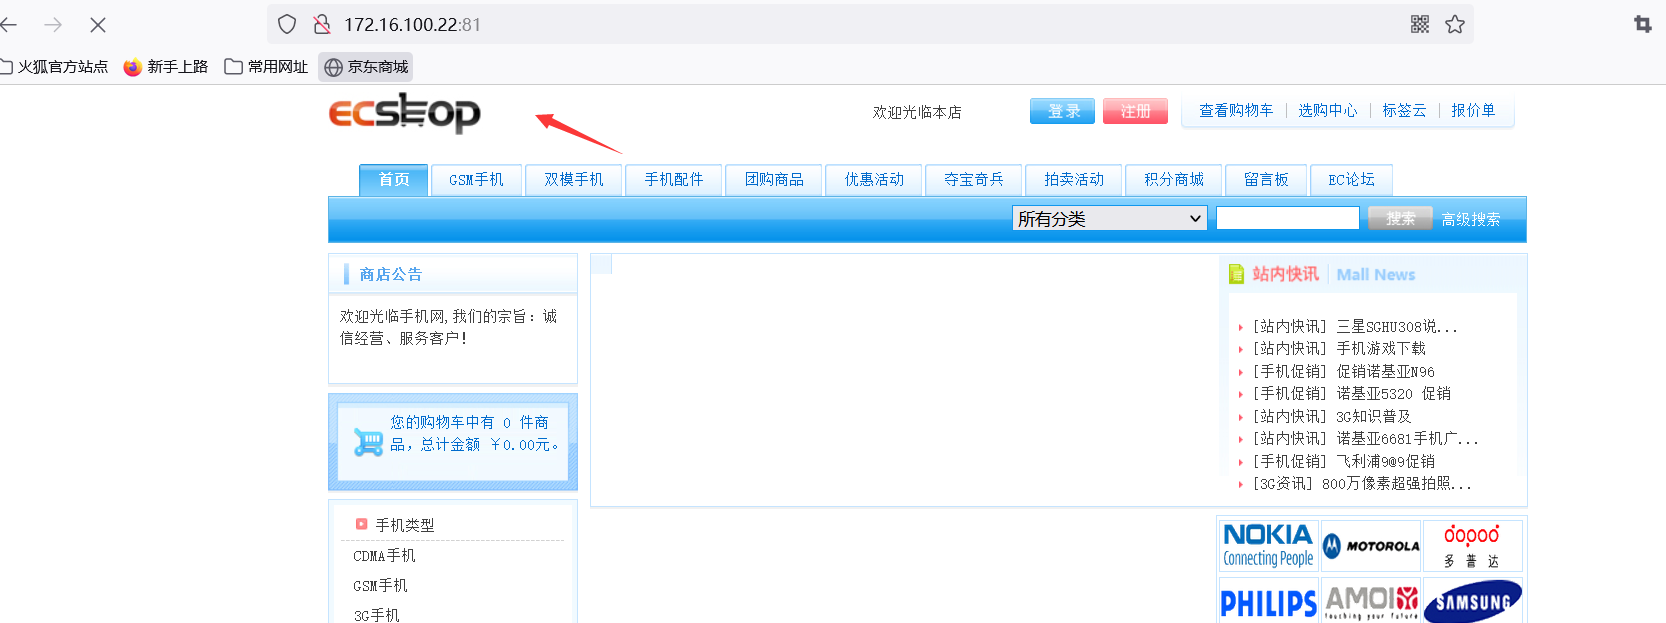 172.16.100.22:81
火狐官方站点 新手上路 常用网址 京东商城
ecshop 欢迎光临本店 登录 注册 查看购物车 选购中心 标签云 报价单
首页 GSM手机 双模手机 手机配件 团购商品 优惠活动 夺宝奇兵 拍卖活动 积分商城 留言板 EC论坛
所有分类 搜索 高级搜索
商店公告
欢迎光临手机网,我们的宗旨：诚
信经营、服务客户！
您的购物车中有 0 件商
品，总计金额 ￥0.00元。
手机类型
CDMA手机
GSM手机
3G手机
站内快讯 Mall News
[站内快讯] 三星SGHU308说...
[站内快讯] 手机游戏下载
[手机促销] 促销诺基亚N96
[手机促销] 诺基亚5320 促销
[站内快讯] 3G知识普及
[站内快讯] 诺基亚6681手机广...
[手机促销] 飞利浦9@9促销
[3G资讯] 800万像素超强拍照...
NOKIA
Connecting People
MOTOROLA
dopod
多普达
PHILIPS
AMOI
touching your future
SAMSUNG